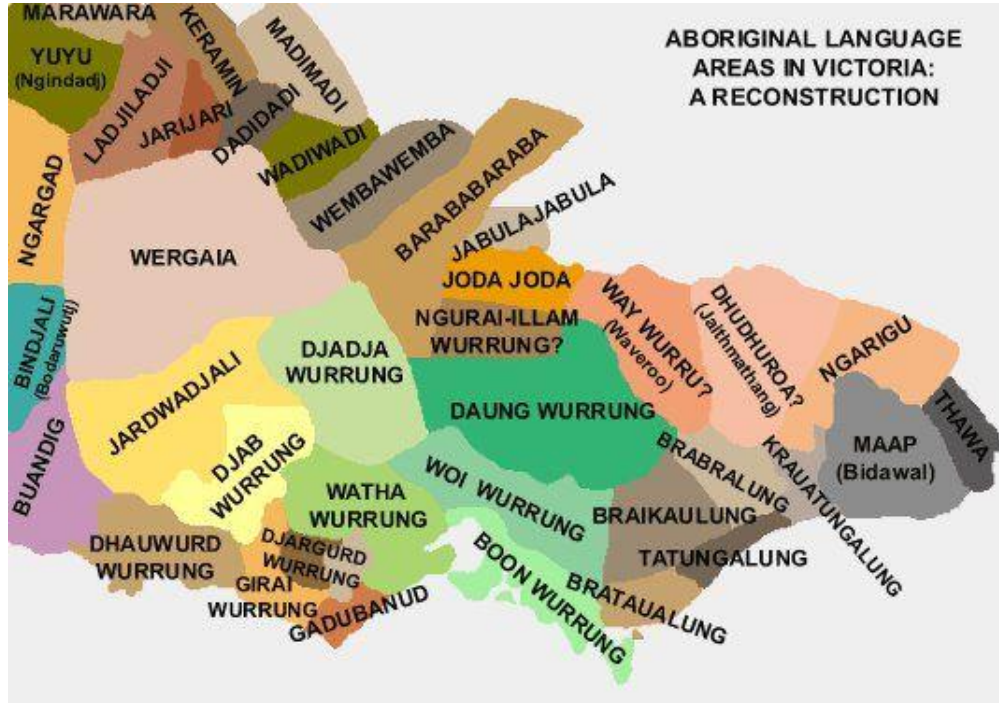 ABORIGINAL LANGUAGE
AREAS IN VICTORIA:
A RECONSTRUCTION
MARAWARA
YUYU
(Ngindadj)
LADJILADJI
KERAMIN
JARIJARI
DADIDADI
MADIMADI
WADIWADI
WEMBAWEMBA
BARABABARABA
JABULAJABULA
NGARGAD
WERGAIA
JODA JODA
NGURAI-ILLAM
WURRUNG?
WAY WURRU?
(Waveroo)
DHUDHUROA?
(Jaithmathang)
NGARIGU
THAWA
BINDJALI
(Bodaruwutj)
JARDWADJALI
DJADJA
WURRUNG
DAUNG WURRUNG
MAAP
(Bidawal)
BUANDIG
DJAB
WURRUNG
WATHA
WURRUNG
WOI WURRUNG
BRABRALUNG
KRAUATUNGALUNG
BRAIKAULUNG
TATUNGALUNG
DHAUWURD
WURRUNG
DJARGURD
WURRUNG
GIRAI
WURRUNG
GADUBANUD
BOON WURRUNG
BRATAUALUNG